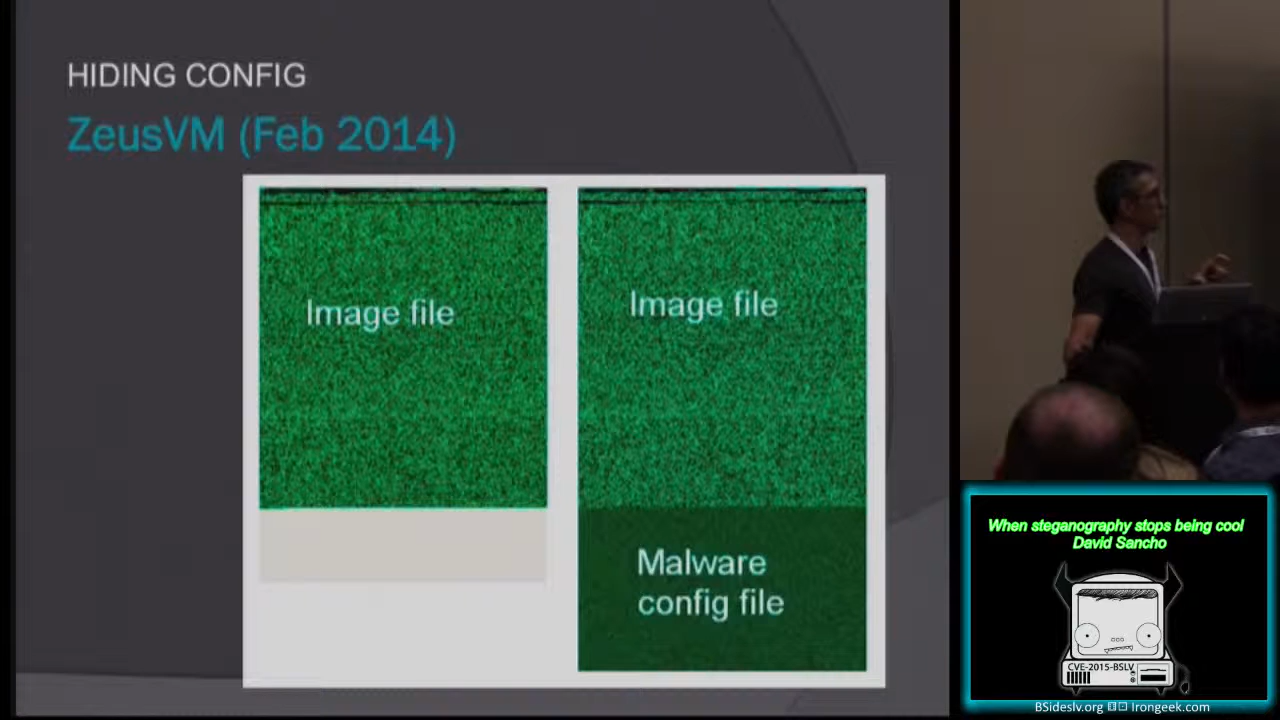 HIDING CONFIG
ZeusVM (Feb 2014)
Image file
Image file
Malware
config file
When steganography stops being cool
David Sancho
CVE-2015-BSLV
BSideslv.org Irongeek.com